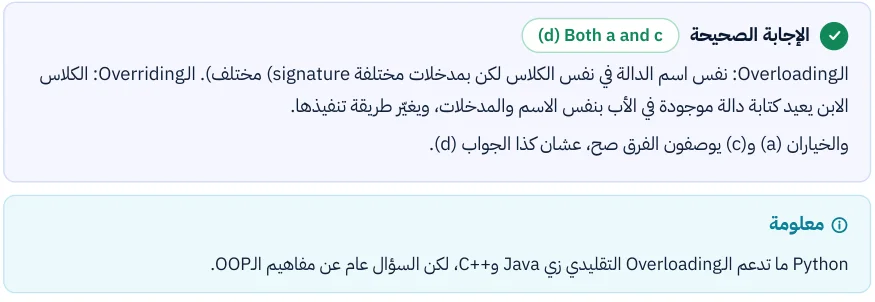 الإجابة الصحيحة (d) Both a and c
الـOverloading: نفس اسم الدالة في نفس الكلاس لكن بمدخلات مختلفة signature) مختلف). الـOverriding: الكلاس
الابن يعيد كتابة دالة موجودة في الأب بنفس الاسم والمدخلات، ويغيّر طريقة تنفيذها.
والخياران (a) و(c) يوصفون الفرق صح، عشان كذا الجواب (d).
معلومة
Python ما تدعم الـOverloading التقليدي زي Java و++C، لكن السؤال عام عن مفاهيم الـOOP.